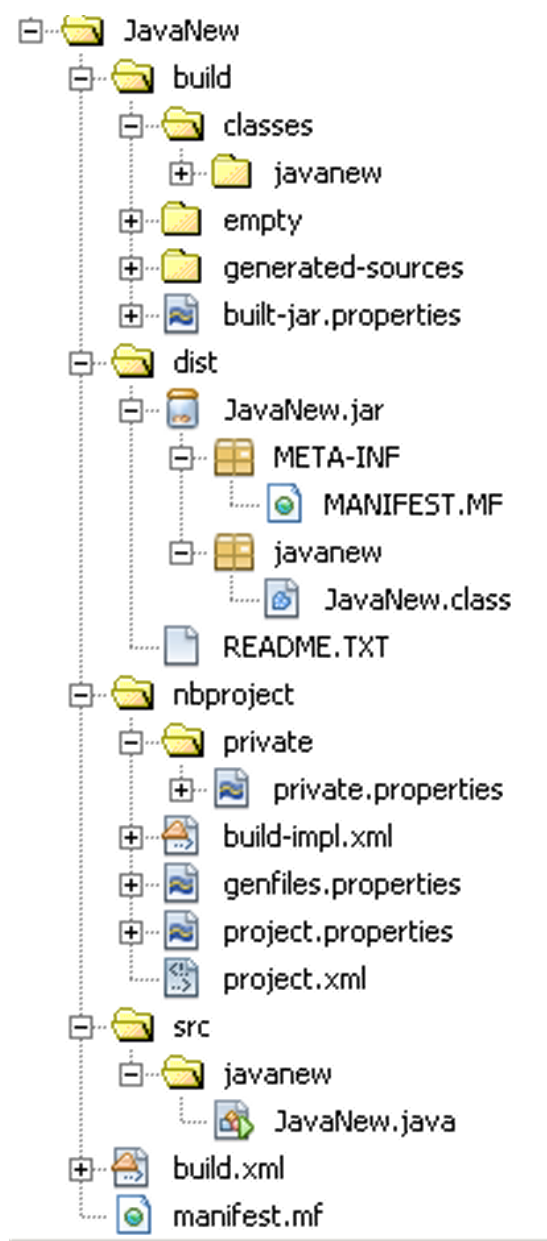 JavaNew
build
classes
javanew
empty
generated-sources
built-jar.properties
dist
JavaNew.jar
META-INF
MANIFEST.MF
javanew
JavaNew.class
README.TXT
nbproject
private
private.properties
build-impl.xml
genfiles.properties
project.properties
project.xml
src
javanew
JavaNew.java
build.xml
manifest.mf